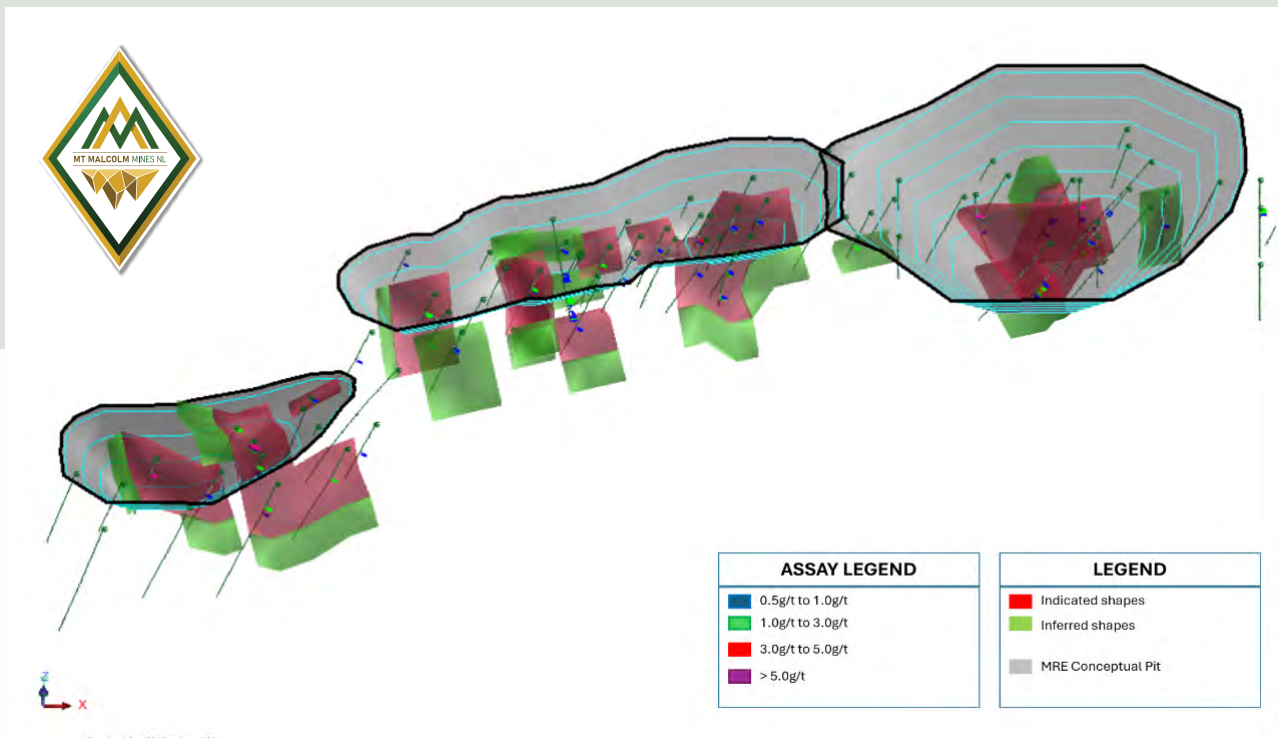 MT MALCOLM MINES NL
ASSAY LEGEND
0.5g/t to 1.0g/t
1.0g/t to 3.0g/t
3.0g/t to 5.0g/t
> 5.0g/t
LEGEND
Indicated shapes
Inferred shapes
MRE Conceptual Pit
Z
X